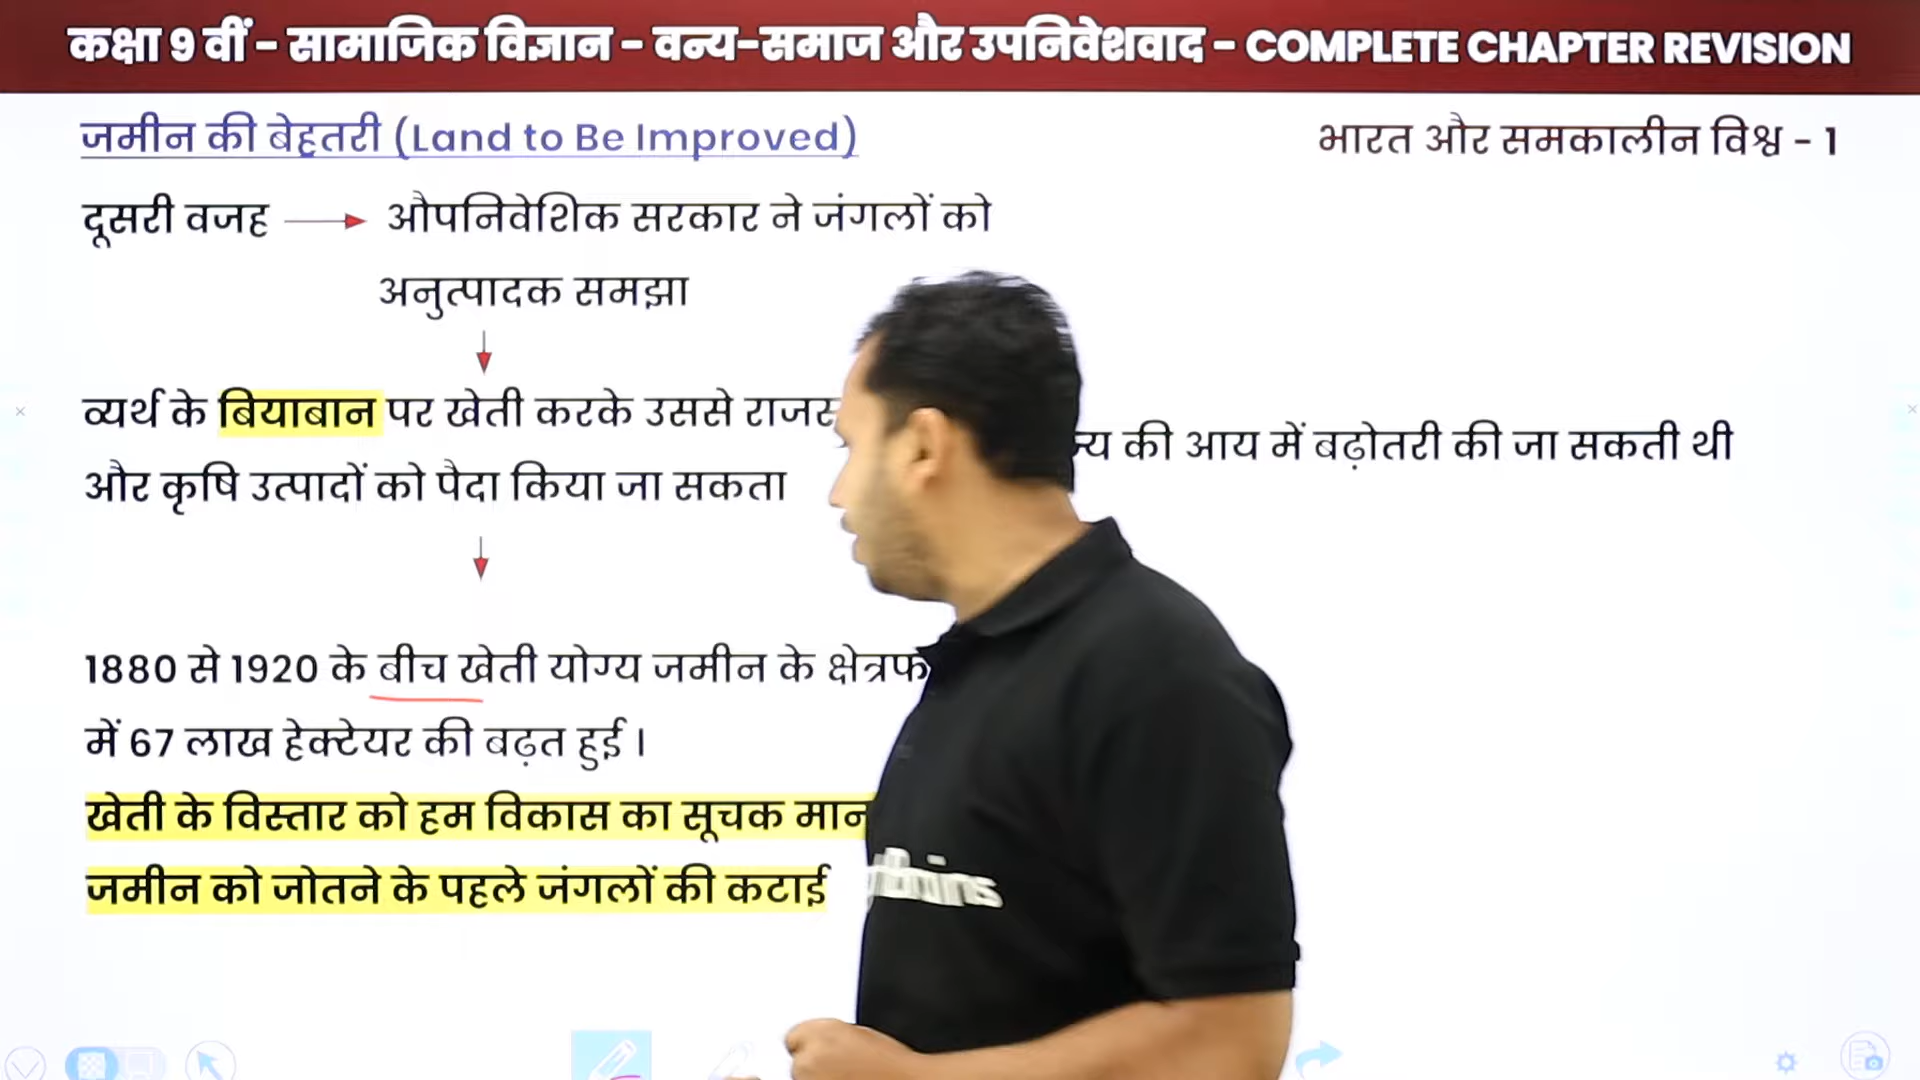 कक्षा 9 वीं - सामाजिक विज्ञान - वन्य-समाज और उपनिवेशवाद - COMPLETE CHAPTER REVISION
जमीन की बेहतरी (Land to Be Improved)
भारत और समकालीन विश्व - 1
दूसरी वजह औपनिवेशिक सरकार ने जंगलों को
अनुत्पादक समझा
व्यर्थ के बियाबान पर खेती करके उससे
की आय में बढ़ोतरी की जा सकती थी
और कृषि उत्पादों को पैदा किया जा सकता
1880 से 1920 के बीच खेती योग्य जमीन के
में 67 लाख हेक्टेयर की बढ़त हुई ।
खेती के विस्तार को हम विकास का सूचक
जमीन को जोतने के पहले जंगलों की कटाई